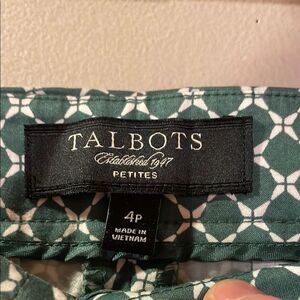 TALBOTS
Established 1947
PETITES
4P
MADE IN
VIETNAM